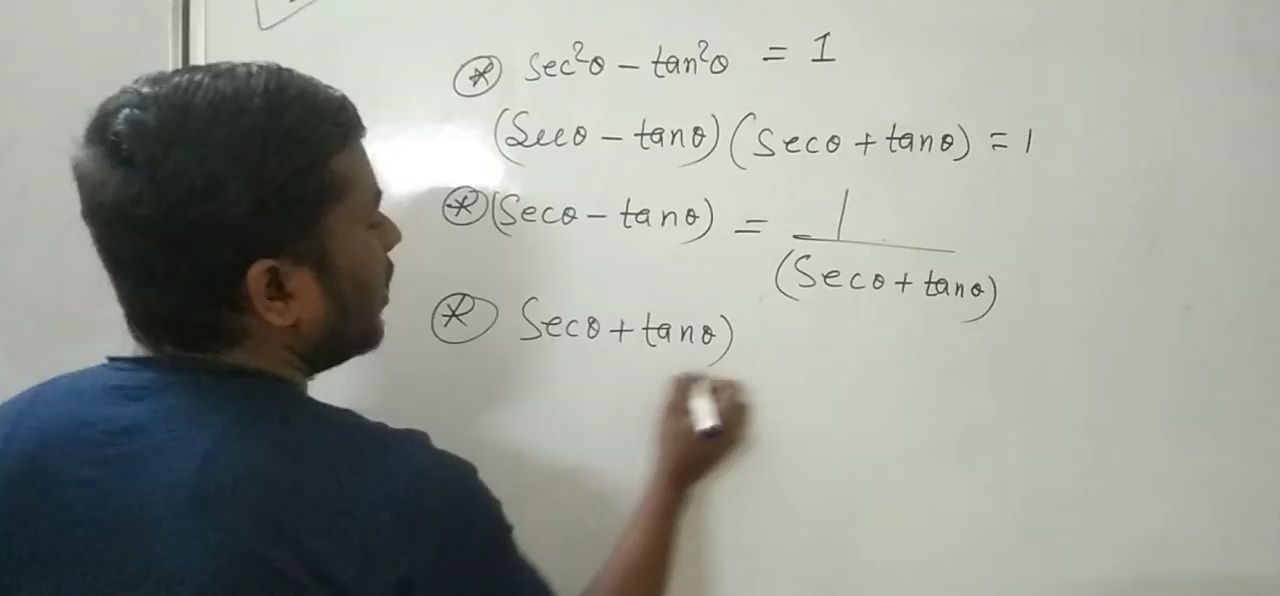 ⊛ Sec²θ - tan²θ = 1
(Secθ - tanθ)(Secθ + tanθ) = 1
⊛ (Secθ - tanθ) = 1/(Secθ + tanθ)
⊛ Secθ + tanθ)